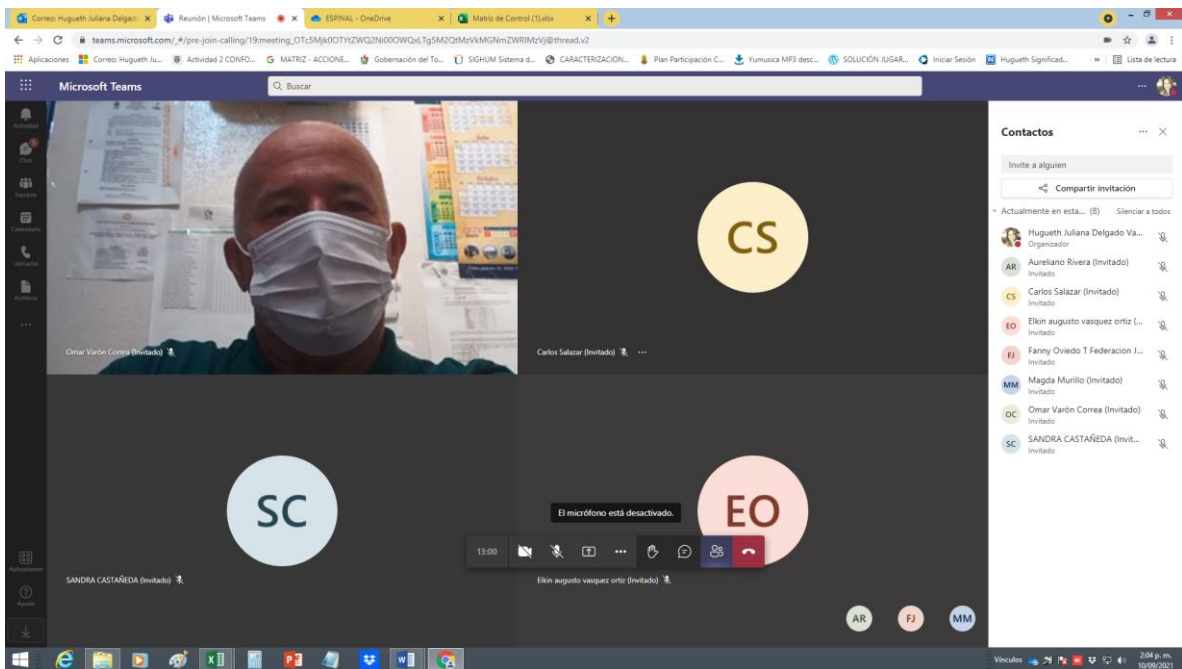 Correo: Hugueth Juliana Delgad
Reunión | Microsoft Teams
ESPINAL - OneDrive
Matriz de Control (1).xlsx
teams.microsoft.com/_#/pre-join-calling/19:meeting_OTc5Mjk0OTYtZWQ2Ni00OWQxLTg5M2QtMzVkMGNmZWRlMzVj@thread.v2
Aplicaciones
Correo: Hugueth Ju...
Actividad 2 CONFO...
MATRIZ - ACCIONE...
Gobernación del To...
SIGHUM Sistema d...
CARACTERIZACION...
Plan Participación C...
Yumusica MP3 desc...
SOLUCIÓN JUGAR...
Iniciar Sesión
Hugueth Significad...
»
Lista de lectura
Microsoft Teams
Buscar
...
Actividad
Chat
Equipos
Calendario
Llamadas
Archivos
...
Aplicaciones
Ayuda
Omar Varón Correa (Invitado)
CS
Carlos Salazar (Invitado)
...
SC
SANDRA CASTAÑEDA (Invitado)
EO
El micrófono está desactivado.
13:00
...
Elkin augusto vasquez ortiz (Invitado)
AR
FJ
MM
Contactos
...
Invite a alguien
Compartir invitación
Actualmente en esta... (8)
Silenciar a todos
Hugueth Juliana Delgado Va...
Organizador
AR
Aureliano Rivera (Invitado)
Invitado
CS
Carlos Salazar (Invitado)
Invitado
EO
Elkin augusto vasquez ortiz (...
Invitado
FJ
Fanny Oviedo T Federacion J...
Invitado
MM
Magda Murillo (Invitado)
Invitado
OC
Omar Varón Correa (Invitado)
Invitado
SC
SANDRA CASTAÑEDA (Invit...
Invitado
Vínculos
2:04 p. m.
10/09/2021